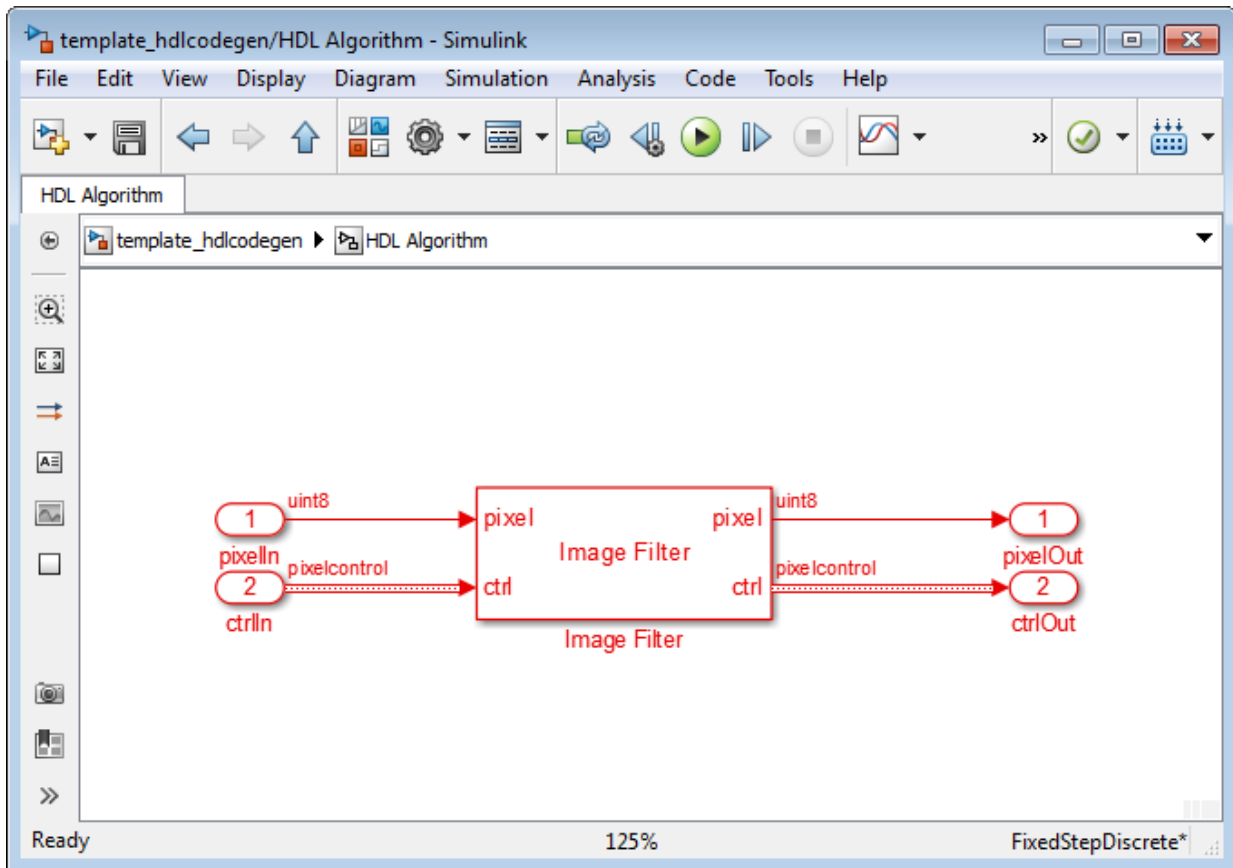 template_hdlcodegen/HDL Algorithm - Simulink
File Edit View Display Diagram Simulation Analysis Code Tools Help
»
HDL Algorithm
template_hdlcodegen HDL Algorithm
A
uint8 uint8
1 pixel pixel 1
pixelIn Image Filter pixelOut
pixelcontrol pixelcontrol
2 ctrl ctrl 2
ctrlIn Image Filter ctrlOut
»
Ready 125% FixedStepDiscrete*